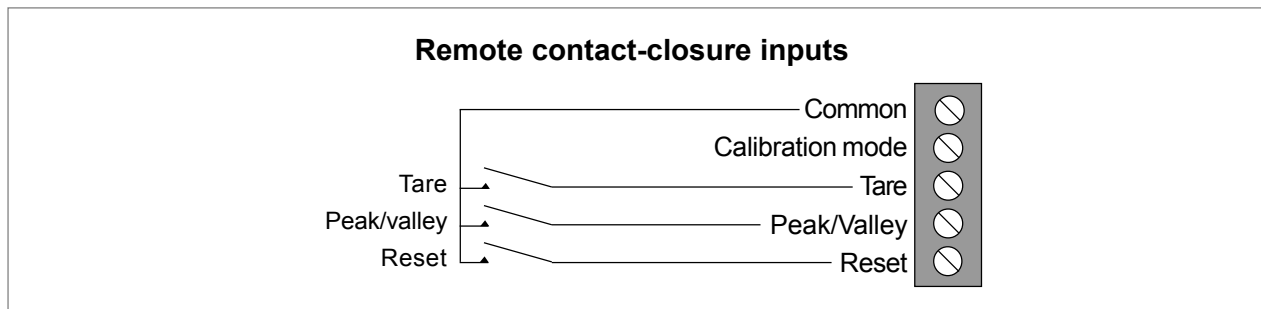 Remote contact-closure inputs
Common
Calibration mode
Tare
Tare
Peak/valley
Peak/Valley
Reset
Reset